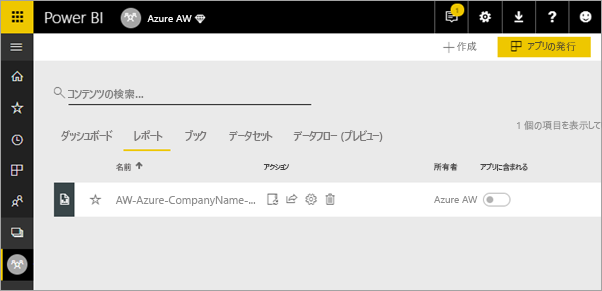 Power BI Azure AW 1 ?
+作成 アプリの発行
コンテンツの検索...
1 個の項目を表示して
ダッシュボード レポート ブック データセット データフロー (プレビュー)
名前 アクション 所有者 アプリに含まれる
AW-Azure-CompanyName-... Azure AW